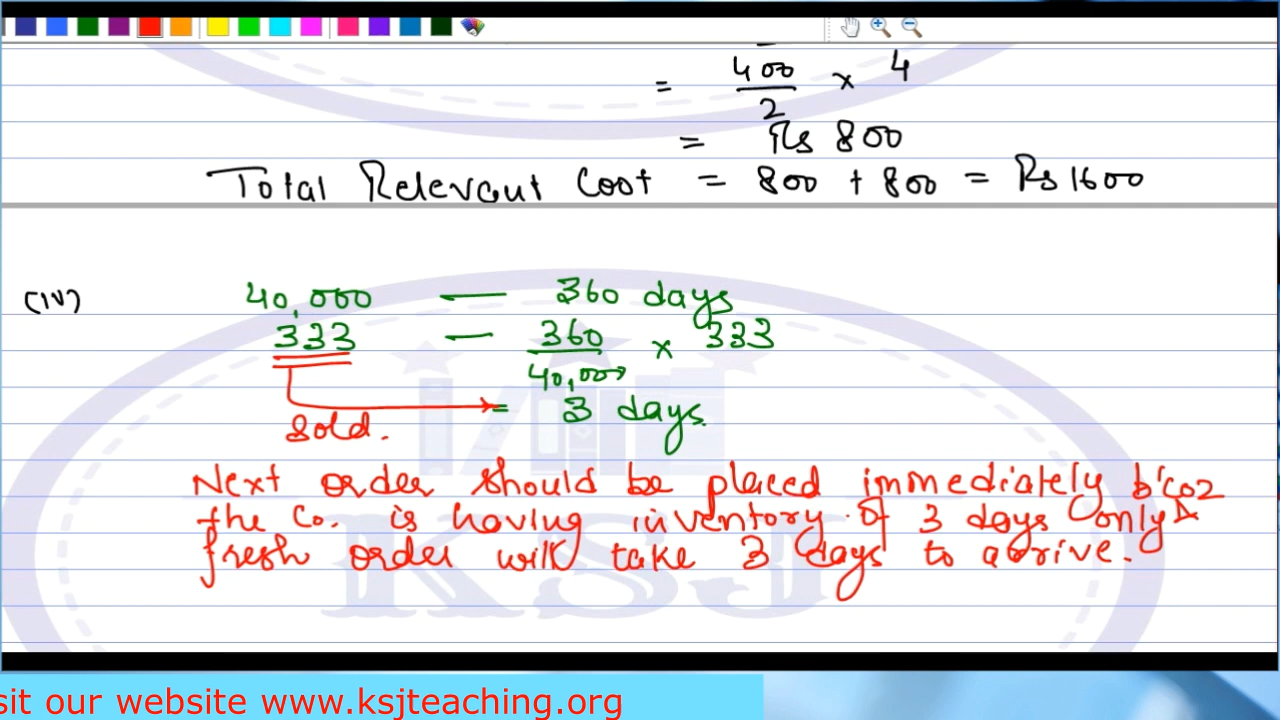 = 400/2 × 4
= Rs 800
Total Relevant Cost = 800 + 800 = Rs 1600
(iv) 40,000 — 360 days
333 — 360/40,000 × 333
= 3 days.
Sold.
Next order should be placed immediately b'coz
the Co. is having inventory of 3 days only &
fresh order will take 3 days to arrive.
KSJ
sit our website www.ksjteaching.org